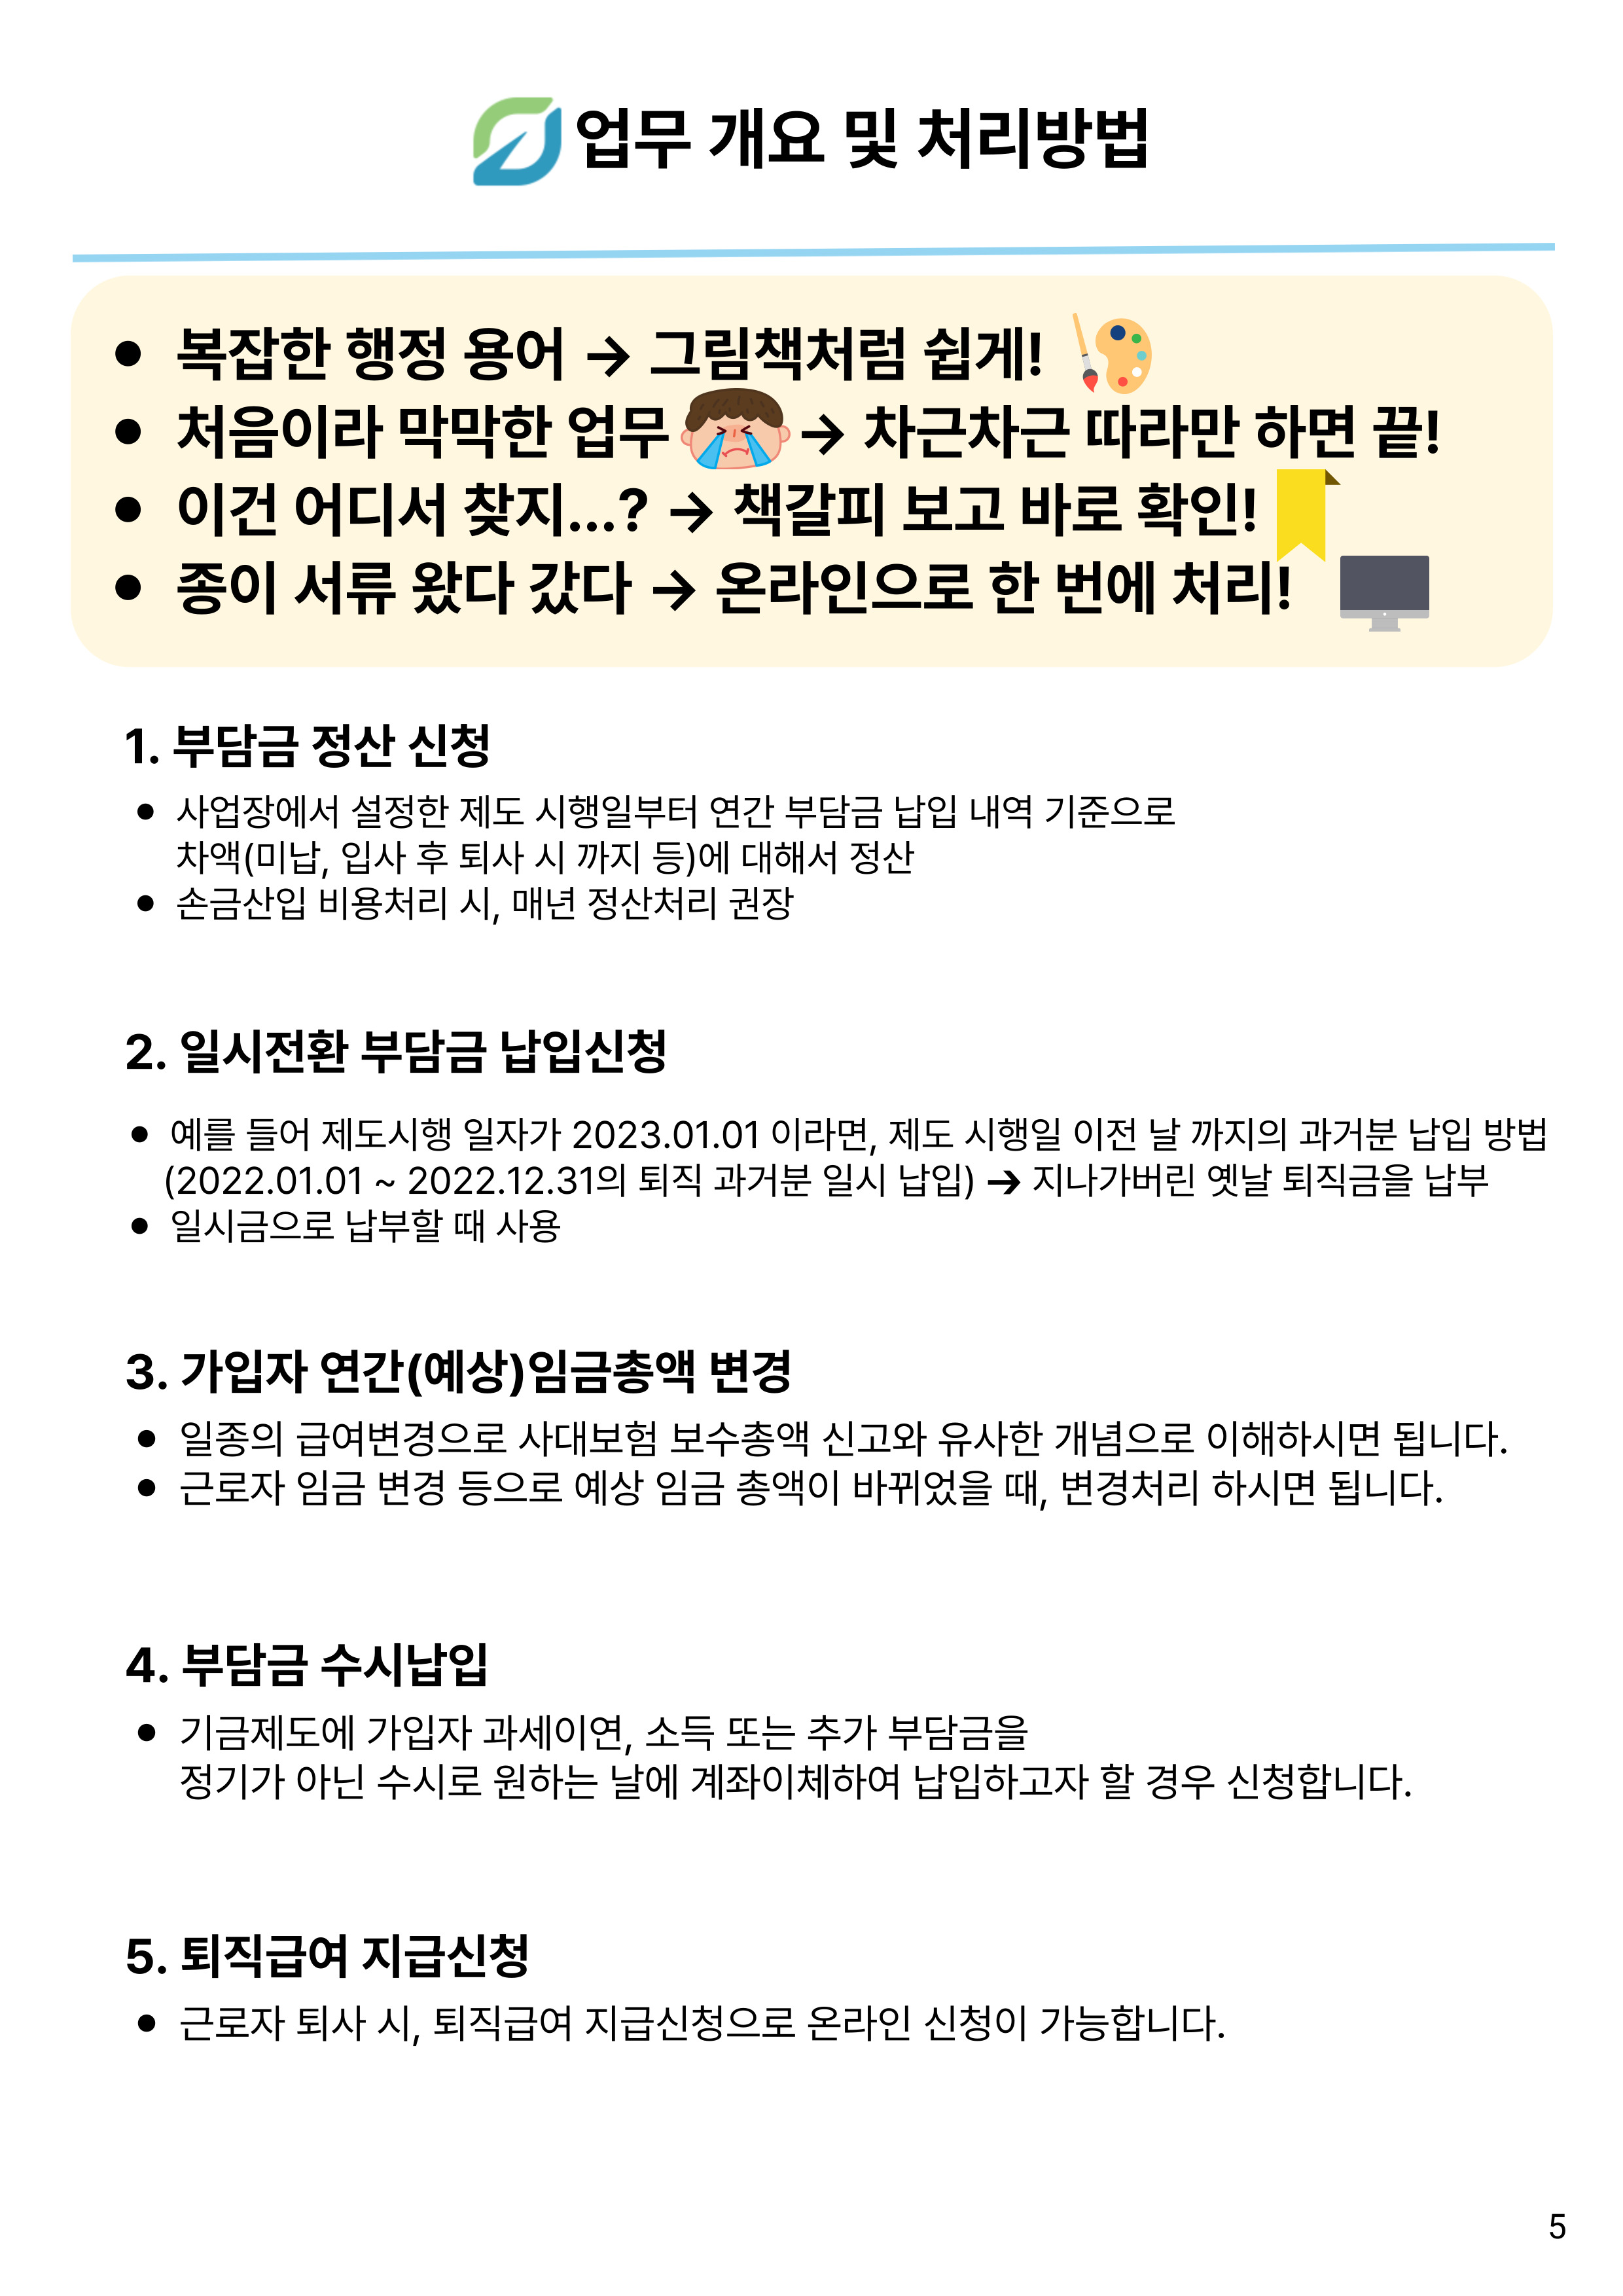 업무 개요 및 처리방법
● 복잡한 행정 용어 → 그림책처럼 쉽게!
● 처음이라 막막한 업무 → 차근차근 따라만 하면 끝!
● 이건 어디서 찾지...? → 책갈피 보고 바로 확인!
● 종이 서류 왔다 갔다 → 온라인으로 한 번에 처리!
1. 부담금 정산 신청
● 사업장에서 설정한 제도 시행일부터 연간 부담금 납입 내역 기준으로
차액(미납, 입사 후 퇴사 시 까지 등)에 대해서 정산
● 손금산입 비용처리 시, 매년 정산처리 권장
2. 일시전환 부담금 납입신청
● 예를 들어 제도시행 일자가 2023.01.01 이라면, 제도 시행일 이전 날 까지의 과거분 납입 방법
(2022.01.01 ~ 2022.12.31의 퇴직 과거분 일시 납입) ➔ 지나가버린 옛날 퇴직금을 납부
● 일시금으로 납부할 때 사용
3. 가입자 연간(예상)임금총액 변경
● 일종의 급여변경으로 사대보험 보수총액 신고와 유사한 개념으로 이해하시면 됩니다.
● 근로자 임금 변경 등으로 예상 임금 총액이 바뀌었을 때, 변경처리 하시면 됩니다.
4. 부담금 수시납입
● 기금제도에 가입자 과세이연, 소득 또는 추가 부담금을
정기가 아닌 수시로 원하는 날에 계좌이체하여 납입하고자 할 경우 신청합니다.
5. 퇴직급여 지급신청
● 근로자 퇴사 시, 퇴직급여 지급신청으로 온라인 신청이 가능합니다.
5